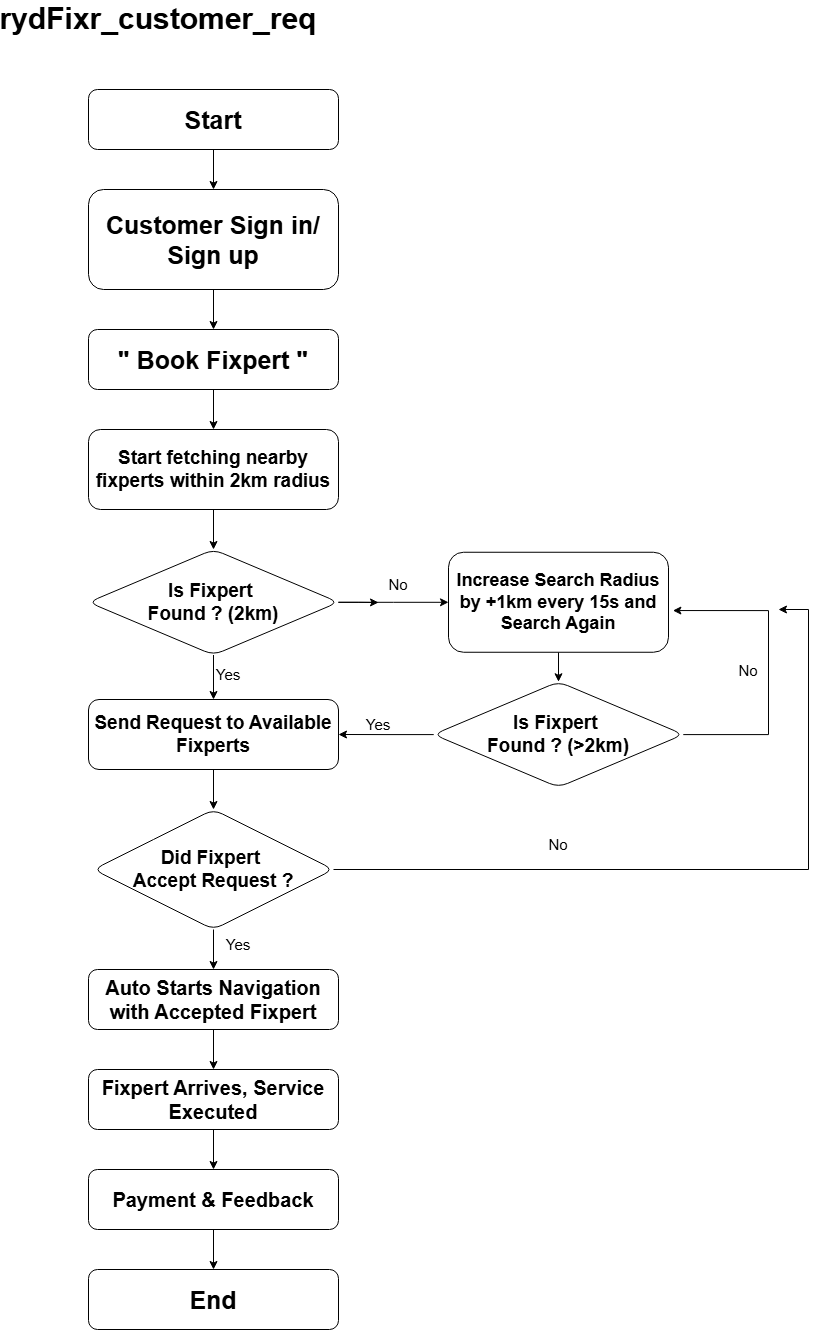 rydFixr_customer_req
Start
Customer Sign in/
Sign up
" Book Fixpert "
Start fetching nearby
fixperts within 2km radius
Is Fixpert
Found ? (2km)
No
Increase Search Radius
by +1km every 15s and
Search Again
Yes
No
Send Request to Available
Fixperts
Yes
Is Fixpert
Found ? (>2km)
Did Fixpert
Accept Request ?
No
Yes
Auto Starts Navigation
with Accepted Fixpert
Fixpert Arrives, Service
Executed
Payment & Feedback
End